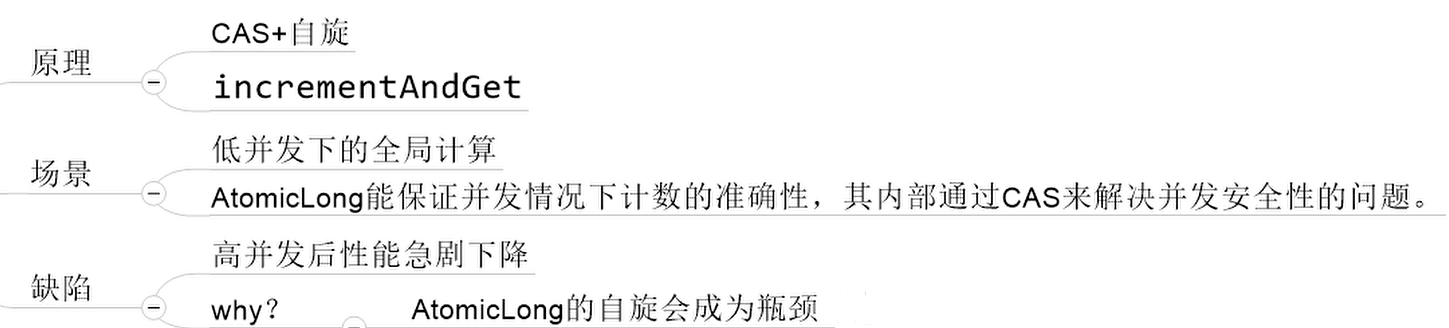 原理
CAS+自旋
incrementAndGet
场景
低并发下的全局计算
AtomicLong能保证并发情况下计数的准确性，其内部通过CAS来解决并发安全性的问题。
缺陷
高并发后性能急剧下降
why？
AtomicLong的自旋会成为瓶颈